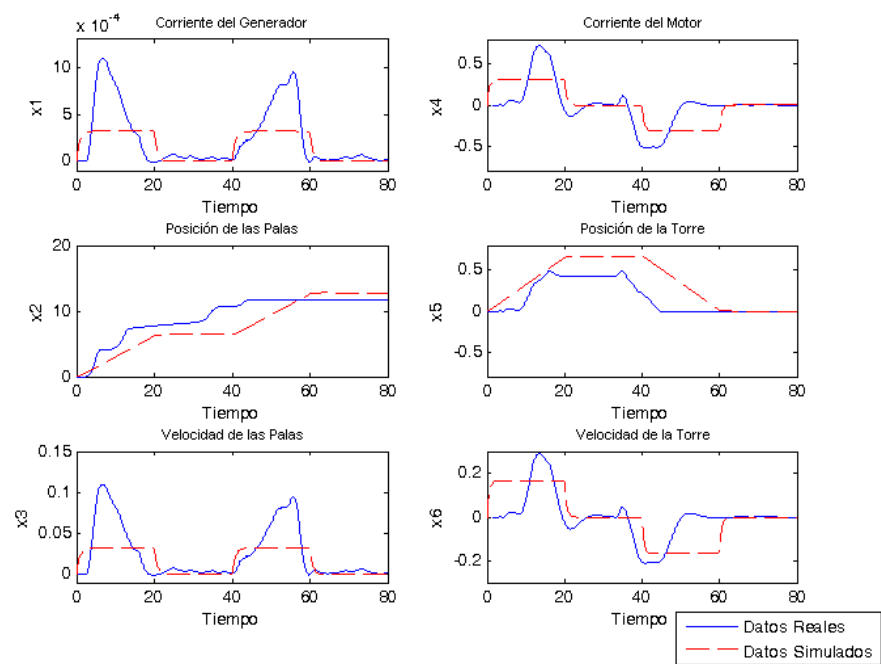 Corriente del Generador
x 10-4
10
5
0
x1
0 20 40 60 80
Tiempo
Corriente del Motor
0.5
0
-0.5
x4
0 20 40 60 80
Tiempo
Posición de las Palas
20
10
0
x2
0 20 40 60 80
Tiempo
Posición de la Torre
0.5
0
-0.5
x5
0 20 40 60 80
Tiempo
Velocidad de las Palas
0.15
0.1
0.05
0
x3
0 20 40 60 80
Tiempo
Velocidad de la Torre
0.2
0
-0.2
x6
0 20 40 60 80
Tiempo
Datos Reales
Datos Simulados